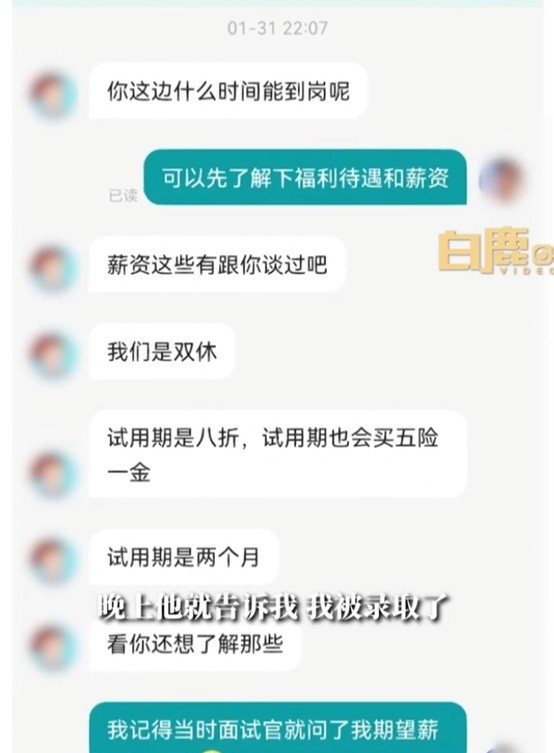 01-31 22:07
你这边什么时间能到岗呢
可以先了解下福利待遇和薪资
已读
薪资这些有跟你谈过吧
白鹿
VIDEO
我们是双休
试用期是八折，试用期也会买五险
一金
试用期是两个月
晚上他就告诉我 我被录取了
看你还想了解那些
我记得当时面试官就问了我期望薪